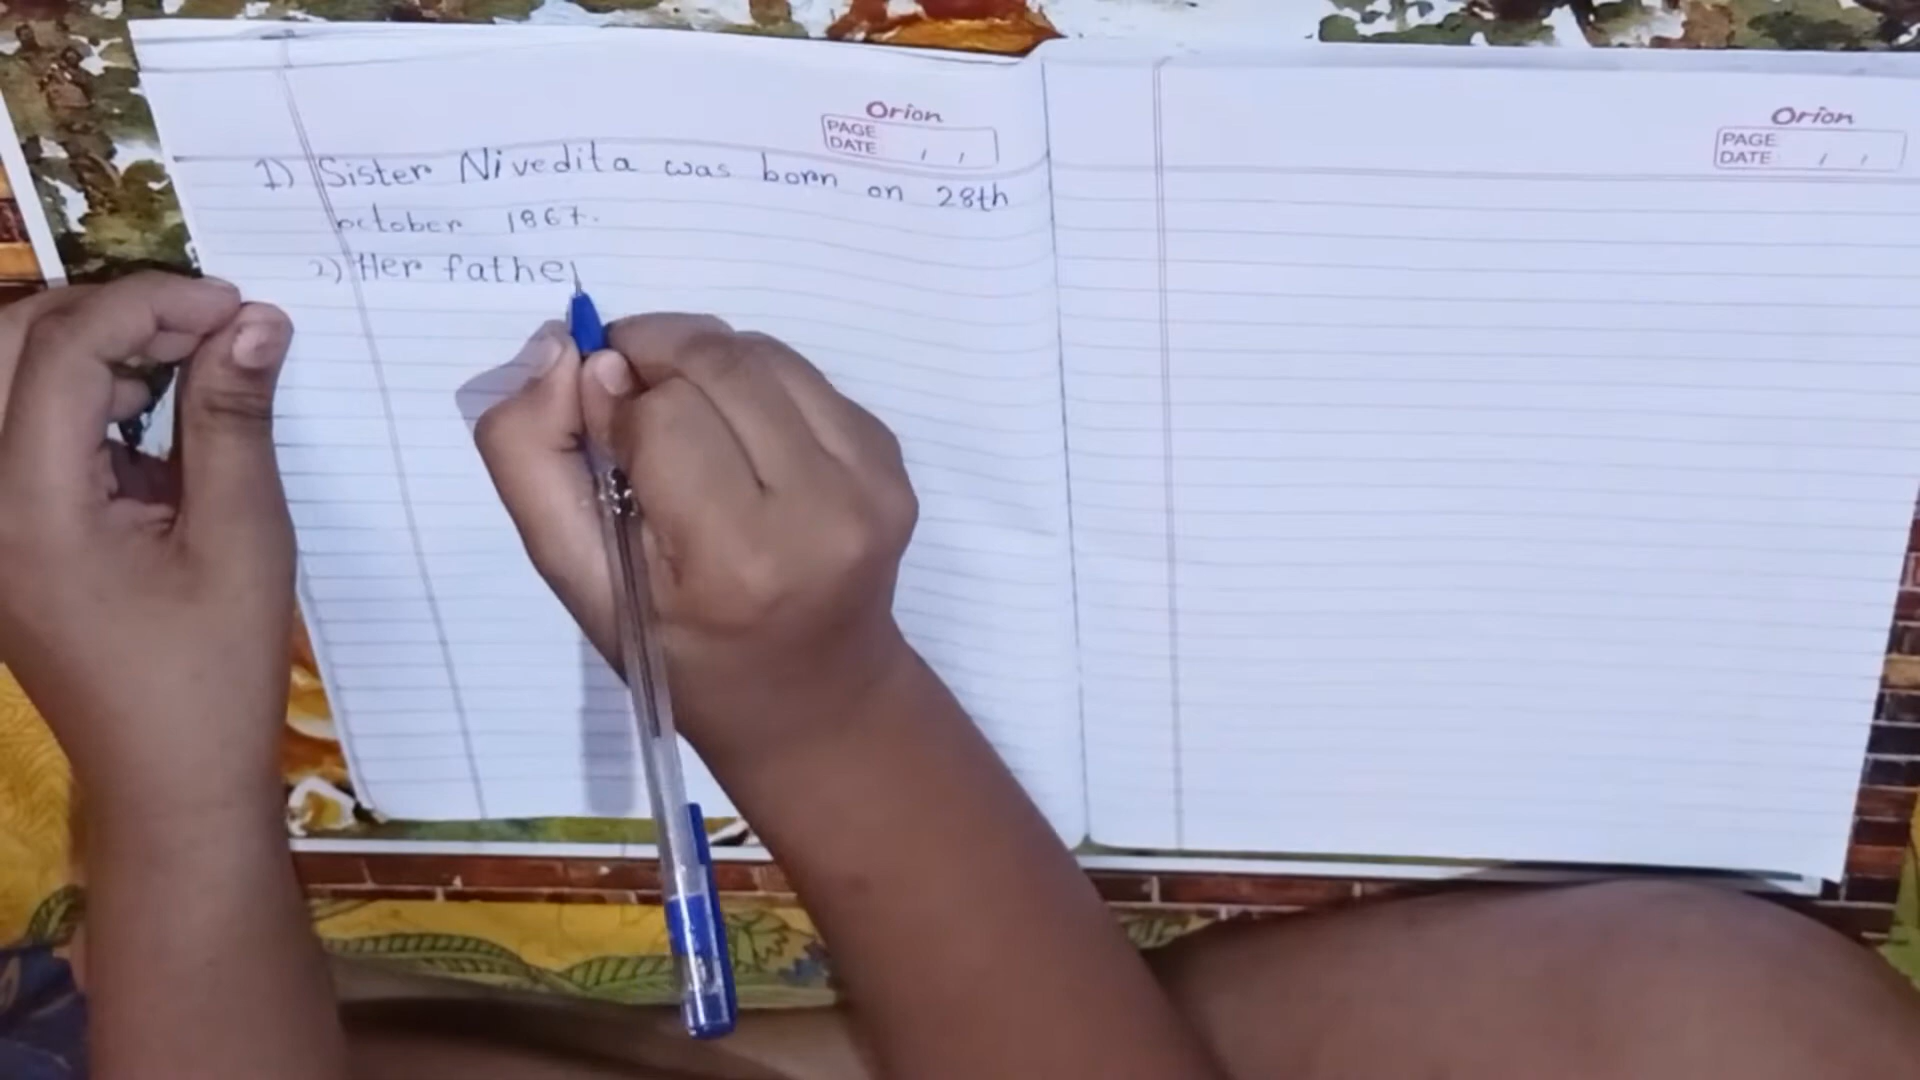 Orion
PAGE
DATE / /
1) Sister Nivedita was born on 28th
october 1867.
2) Her father
Orion
PAGE
DATE / /